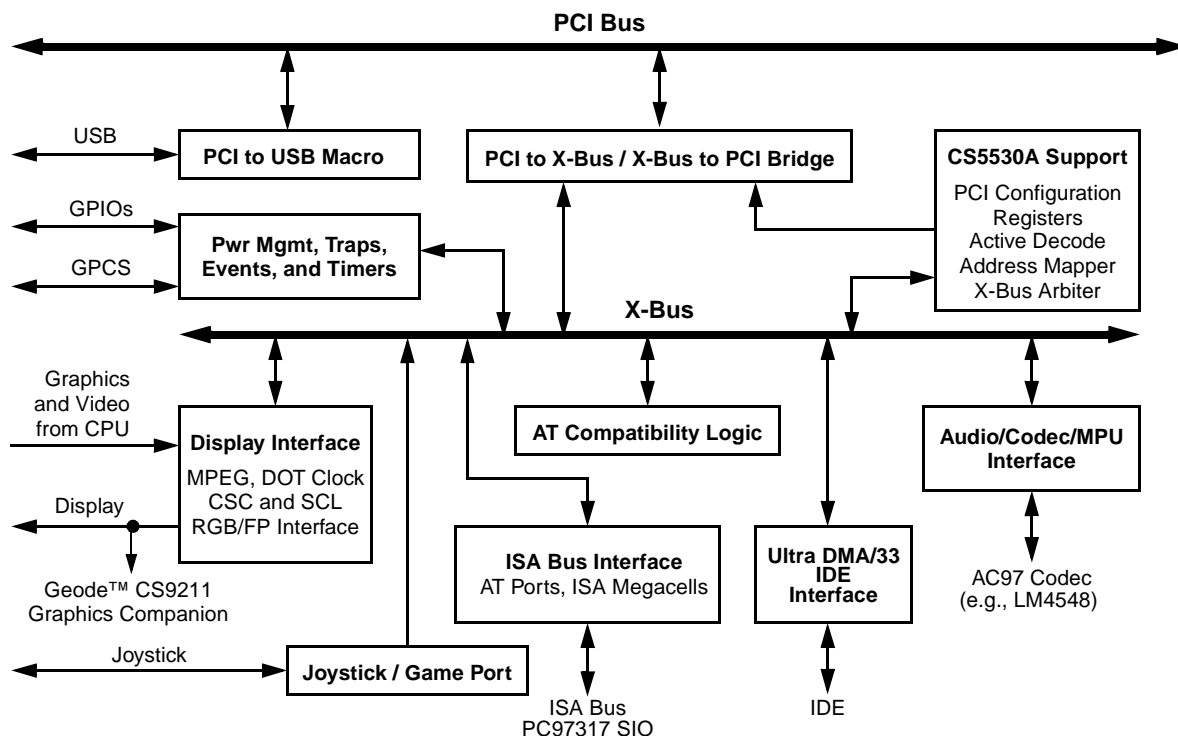 PCI Bus
USB
PCI to USB Macro
PCI to X-Bus / X-Bus to PCI Bridge
CS5530A Support
PCI Configuration
Registers
Active Decode
Address Mapper
X-Bus Arbiter
GPIOs
GPCS
Pwr Mgmt, Traps,
Events, and Timers
X-Bus
Graphics
and Video
from CPU
Display Interface
MPEG, DOT Clock
CSC and SCL
RGB/FP Interface
AT Compatibility Logic
Audio/Codec/MPU
Interface
Display
Geode™ CS9211
Graphics Companion
ISA Bus Interface
AT Ports, ISA Megacells
Ultra DMA/33
IDE
Interface
AC97 Codec
(e.g., LM4548)
Joystick
Joystick / Game Port
ISA Bus
PC97317 SIO
IDE